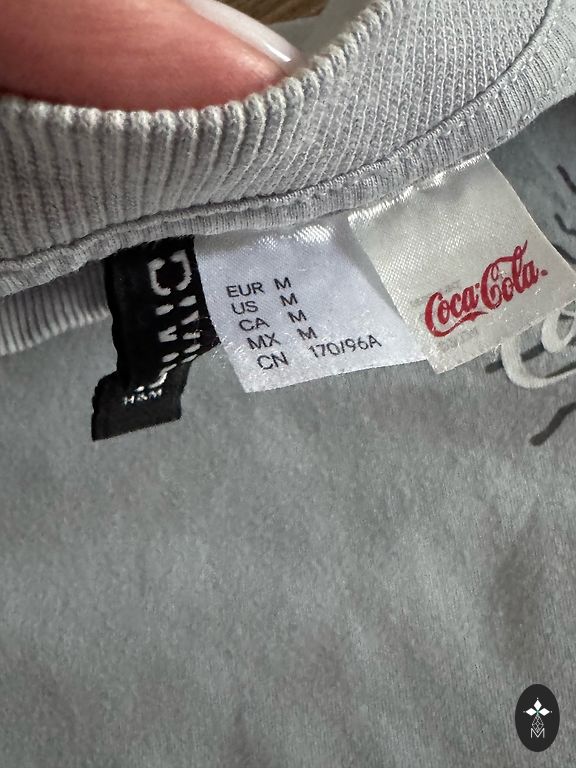 H&M
EUR M
US M
CA M
MX M
CN 170/96A
Coca-Cola